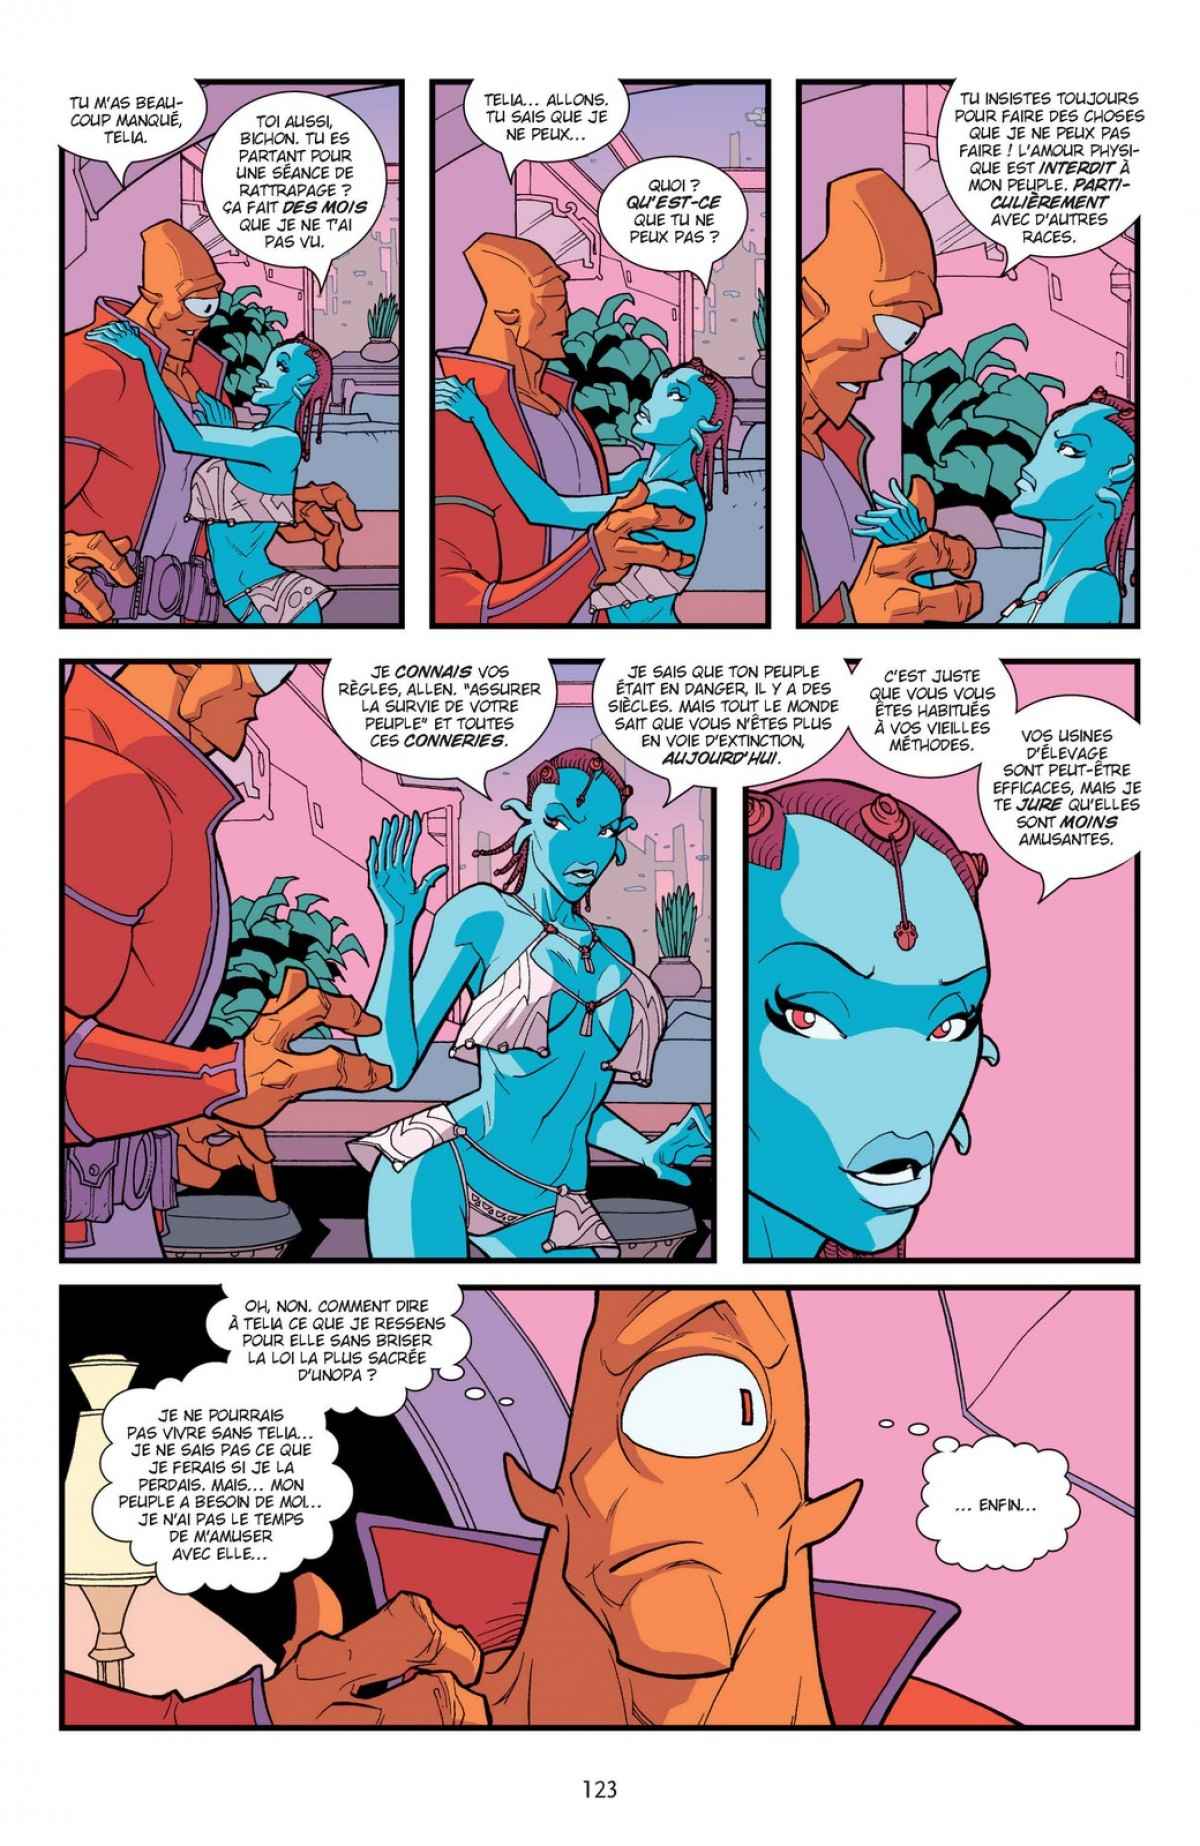 TU M'AS BEAU-
COUP MANQUÉ,
TELIA.
TOI AUSSI,
BICHON. TU ES
PARTANT POUR
UNE SÉANCE DE
RATTRAPAGE ?
ÇA FAIT DES MOIS
QUE JE NE T'AI
PAS VU.
TELIA... ALLONS.
TU SAIS QUE JE
NE PEUX...
QUOI ?
QU'EST-CE
QUE TU NE
PEUX PAS ?
TU INSISTES TOUJOURS
POUR FAIRE DES CHOSES
QUE JE NE PEUX PAS
FAIRE ! L'AMOUR PHYSI-
QUE EST INTERDIT À
MON PEUPLE. PARTI-
CULIÈREMENT
AVEC D'AUTRES
RACES.
JE CONNAIS VOS
RÈGLES, ALLEN. "ASSURER
LA SURVIE DE VOTRE
PEUPLE" ET TOUTES
CES CONNERIES.
JE SAIS QUE TON PEUPLE
ÉTAIT EN DANGER, IL Y A DES
SIÈCLES. MAIS TOUT LE MONDE
SAIT QUE VOUS N'ÊTES PLUS
EN VOIE D'EXTINCTION,
AUJOURD'HUI.
C'EST JUSTE
QUE VOUS VOUS
ÊTES HABITUÉS
À VOS VIEILLES
MÉTHODES.
VOS USINES
D'ÉLEVAGE
SONT PEUT-ÊTRE
EFFICACES, MAIS JE
TE JURE QU'ELLES
SONT MOINS
AMUSANTES.
OH, NON. COMMENT DIRE
À TELIA CE QUE JE RESSENS
POUR ELLE SANS BRISER
LA LOI LA PLUS SACRÉE
D'UNOPA ?
JE NE POURRAIS
PAS VIVRE SANS TELIA...
JE NE SAIS PAS CE QUE
JE FERAIS SI JE LA
PERDAIS. MAIS... MON
PEUPLE A BESOIN DE MOI...
JE N'AI PAS LE TEMPS
DE M'AMUSER
AVEC ELLE...
... ENFIN...
123